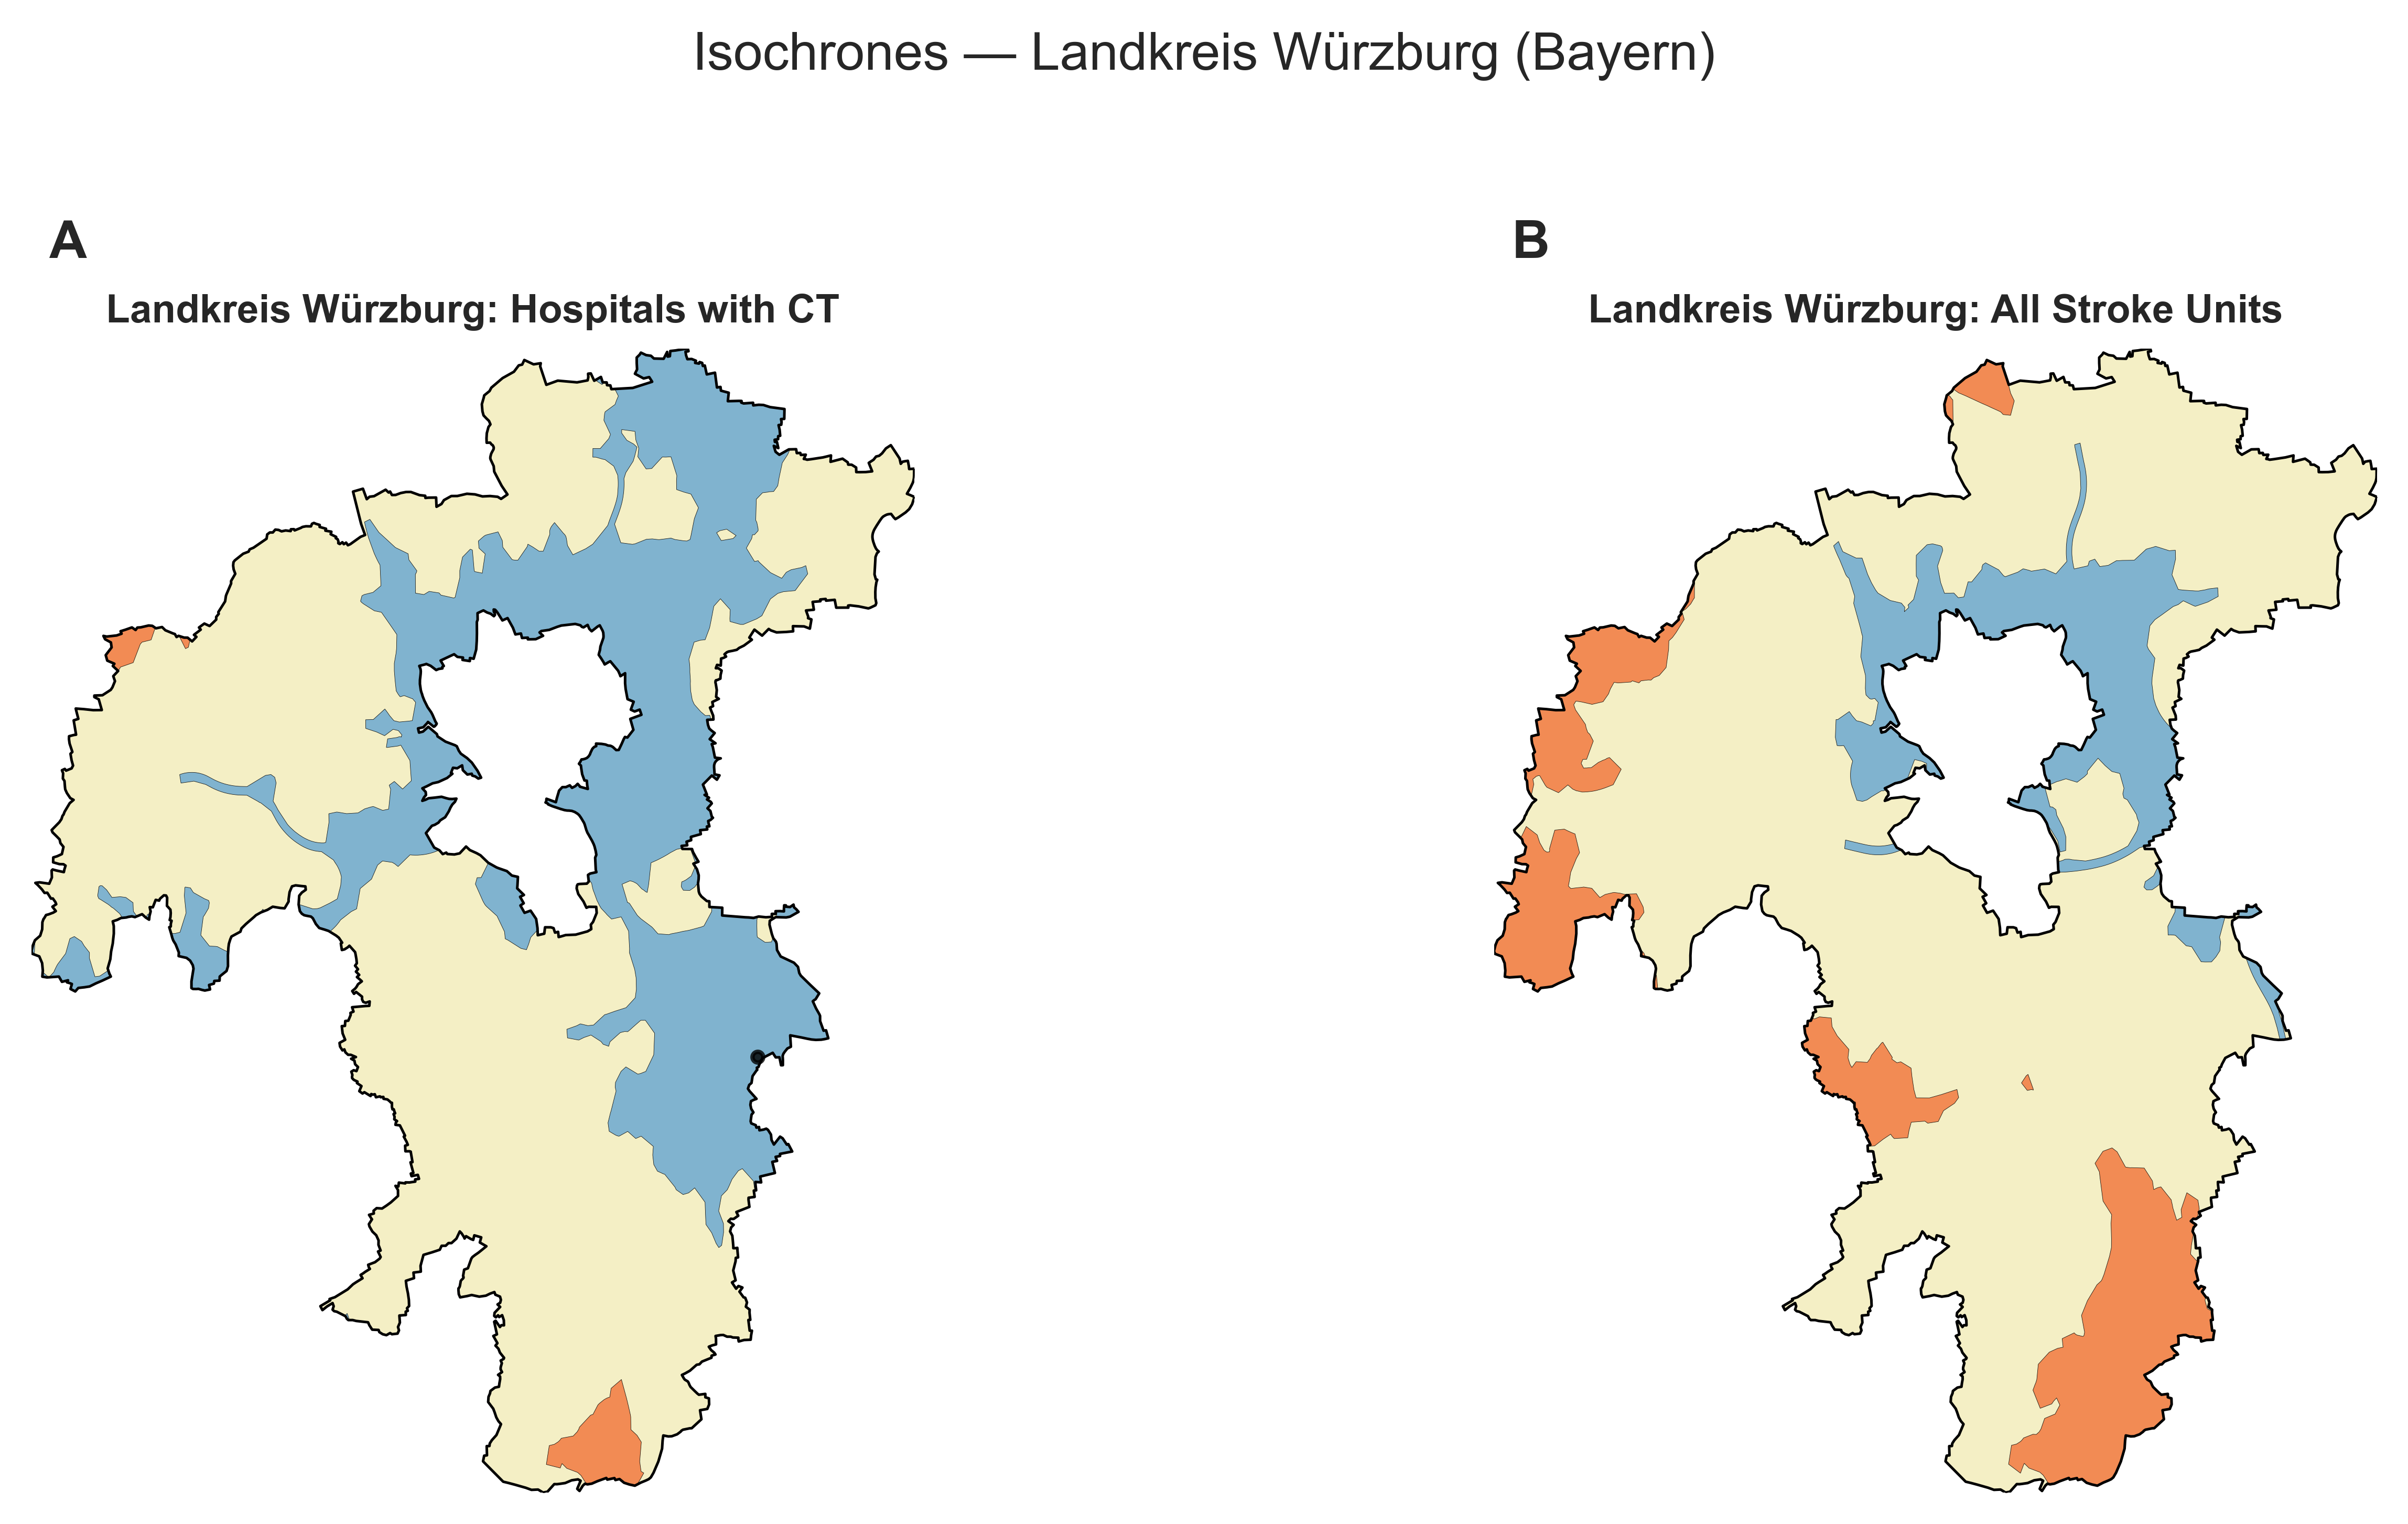 Isochrones — Landkreis Würzburg (Bayern)
A
Landkreis Würzburg: Hospitals with CT
B
Landkreis Würzburg: All Stroke Units